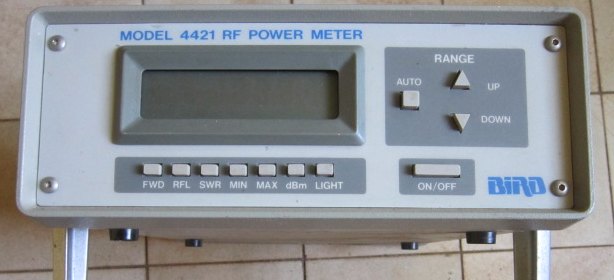 MODEL 4421 RF POWER METER
RANGE
AUTO
UP
DOWN
FWD RFL SWR MIN MAX dBm LIGHT
ON/OFF
BIRD